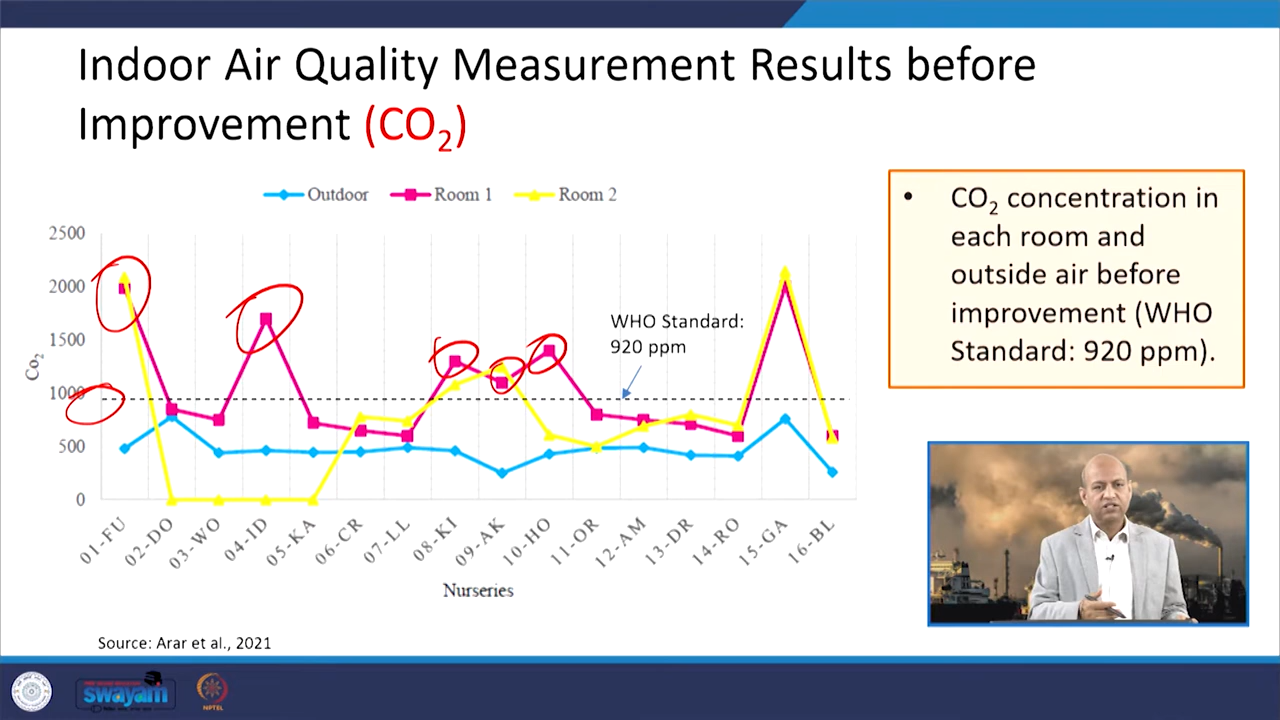 Indoor Air Quality Measurement Results before
Improvement (CO₂)
Outdoor Room 1 Room 2
2500
2000
1500
1000
500
0
Co₂
WHO Standard:
920 ppm
01-FU 02-DO 03-WO 04-ID 05-KA 06-CR 07-LL 08-KI 09-AK 10-HO 11-OR 12-AM 13-DR 14-RO 15-GA 16-BL
Nurseries
• CO₂ concentration in
each room and
outside air before
improvement (WHO
Standard: 920 ppm).
Source: Arar et al., 2021
swayam
NPTEL